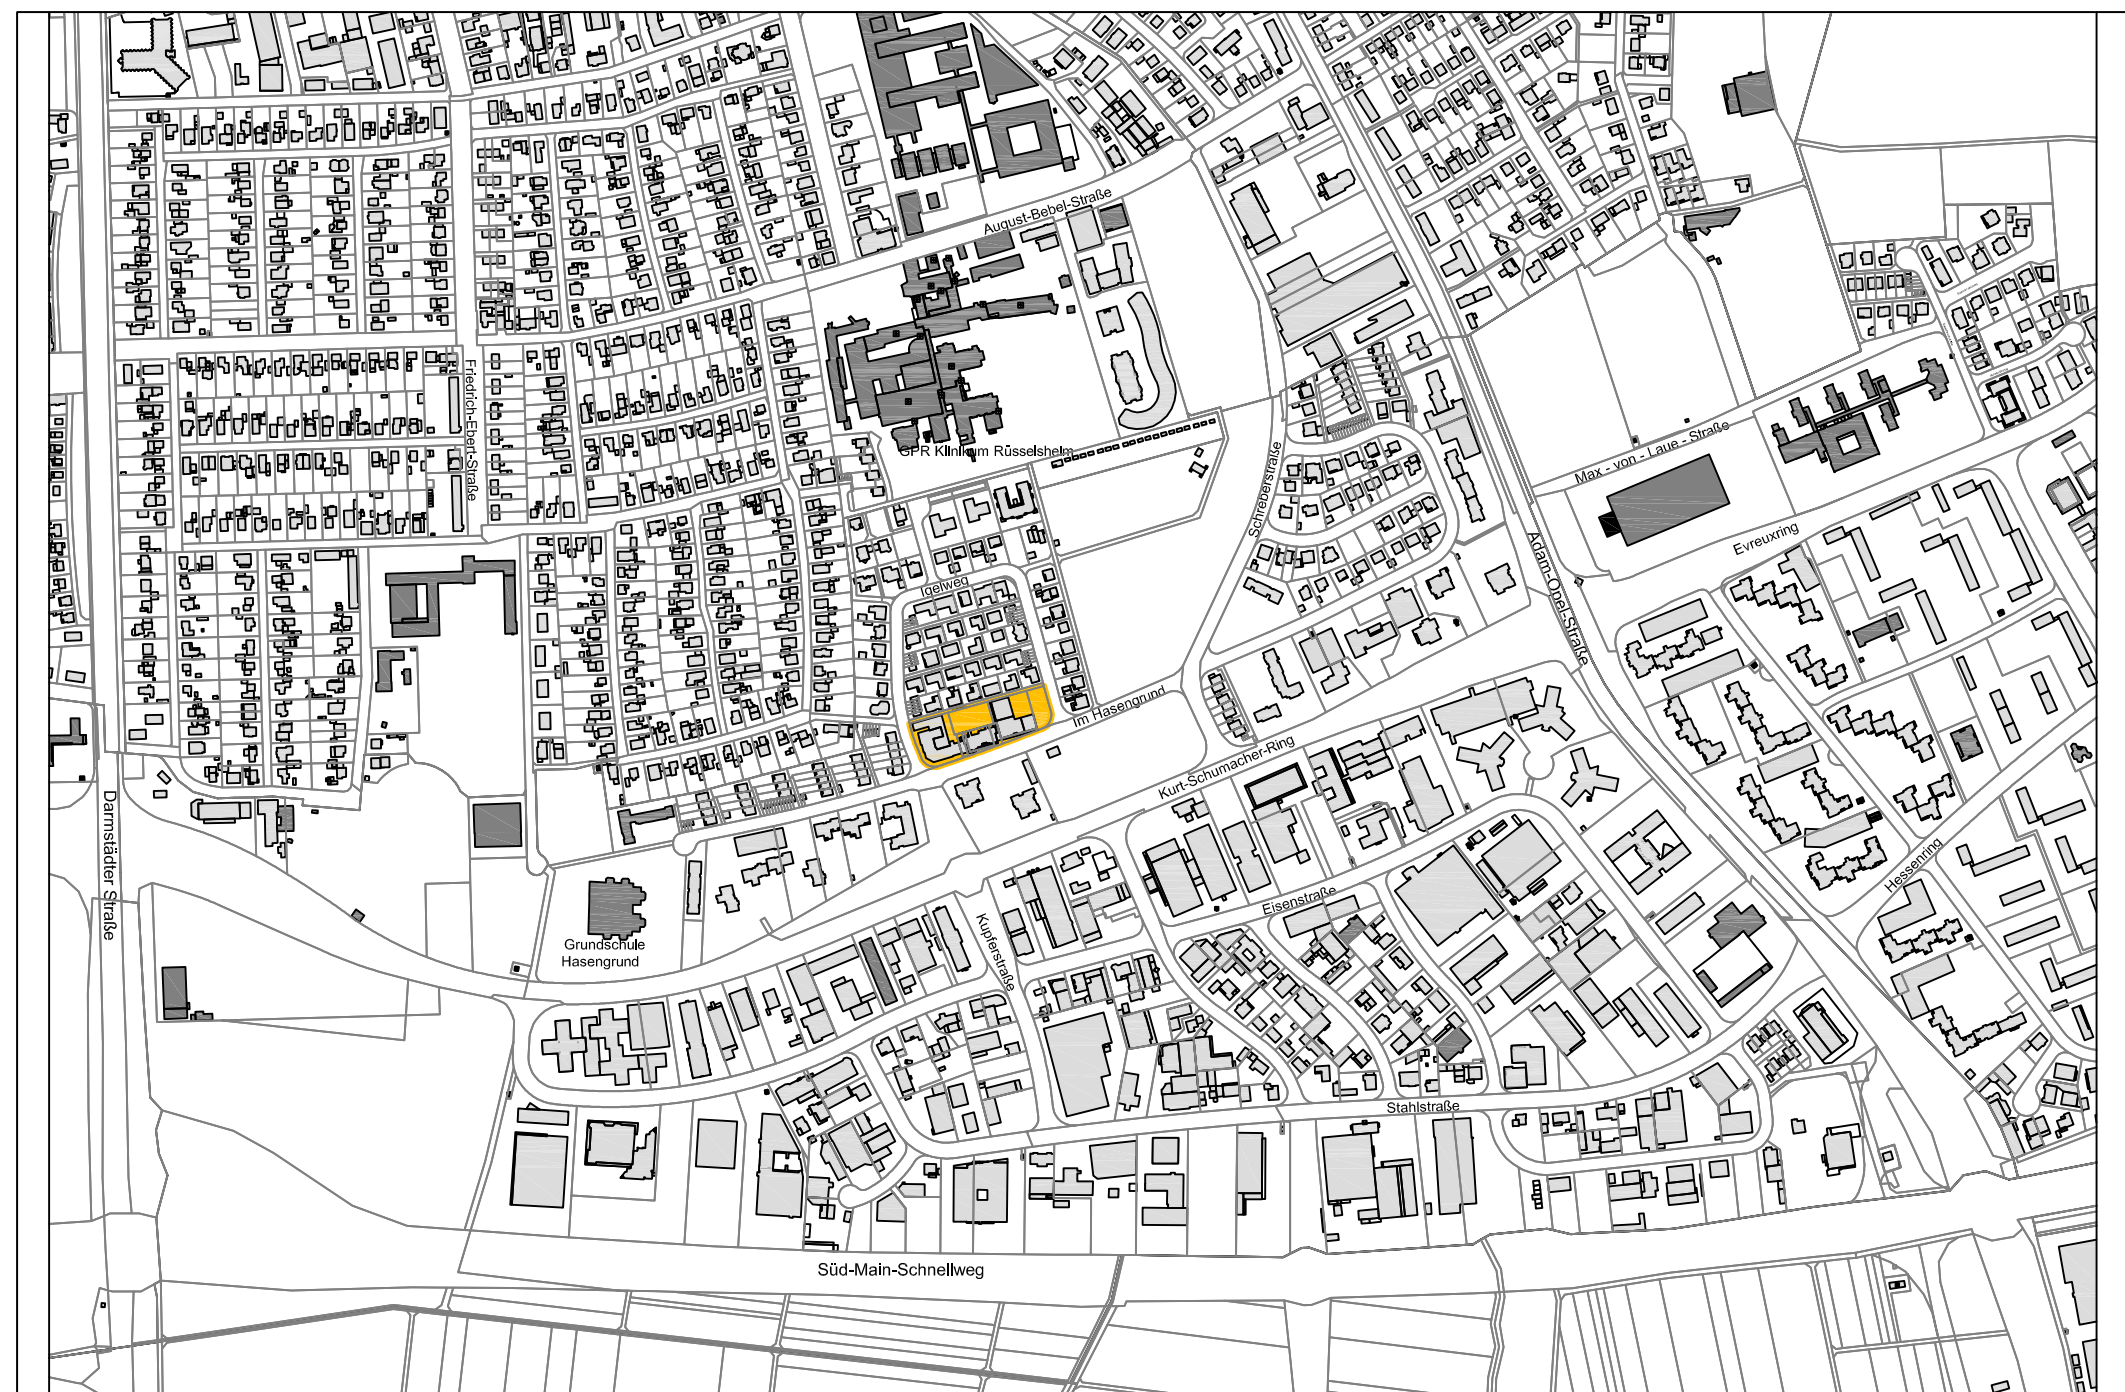 August-Bebel-Straße
Friedrich-Ebert-Straße
GPR Klinikum Rüsselsheim
Max - von - Laue - Straße
Schreberstraße
Evreuxring
Adam-Opel-Straße
Igelweg
Im Hasengrund
Kurt-Schumacher-Ring
Darmstädter Straße
Hessenring
Eisenstraße
Kupferstraße
Grundschule
Hasengrund
Stahlstraße
Süd-Main-Schnellweg